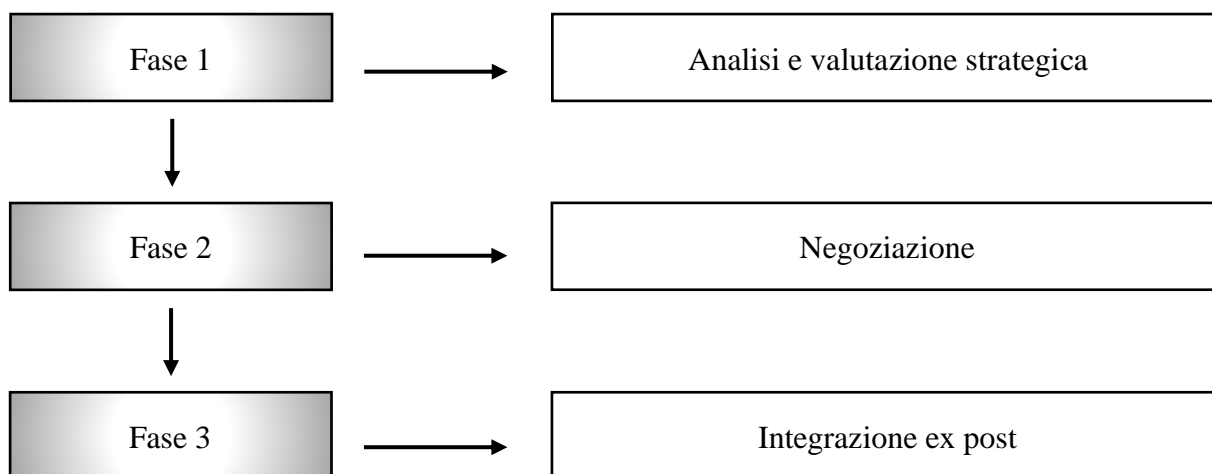 Fase 1
Analisi e valutazione strategica
Fase 2
Negoziazione
Fase 3
Integrazione ex post